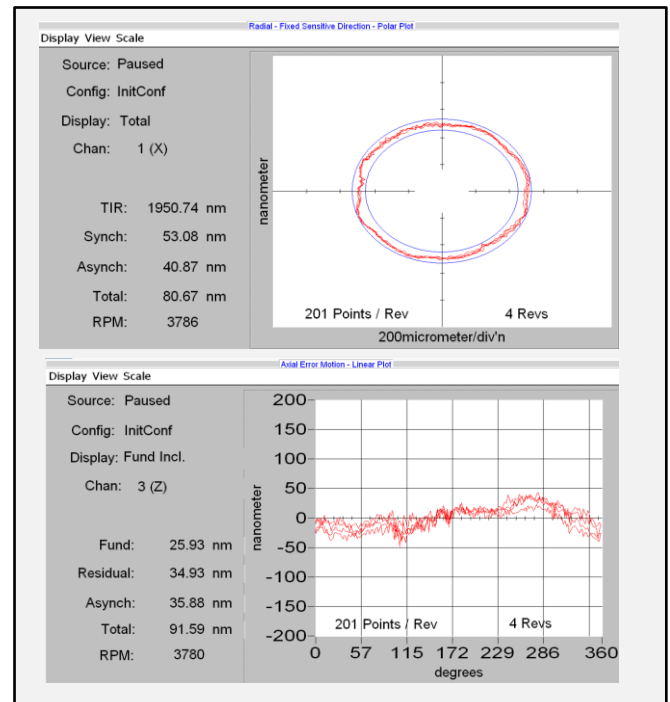 Radial - Fixed Sensitive Direction - Polar Plot
Display View Scale
Source: Paused
Config: InitConf
Display: Total
Chan: 1 (X)
TIR: 1950.74 nm
Synch: 53.08 nm
Asynch: 40.87 nm
Total: 80.67 nm
RPM: 3786
nanometer
201 Points / Rev 4 Revs
200micrometer/div'n
Axial Error Motion - Linear Plot
Display View Scale
Source: Paused
Config: InitConf
Display: Fund Incl.
Chan: 3 (Z)
Fund: 25.93 nm
Residual: 34.93 nm
Asynch: 35.88 nm
Total: 91.59 nm
RPM: 3780
nanometer
200
150
100
50
0
-50
-100
-150
-200
201 Points / Rev 4 Revs
0 57 115 172 229 286 360
degrees